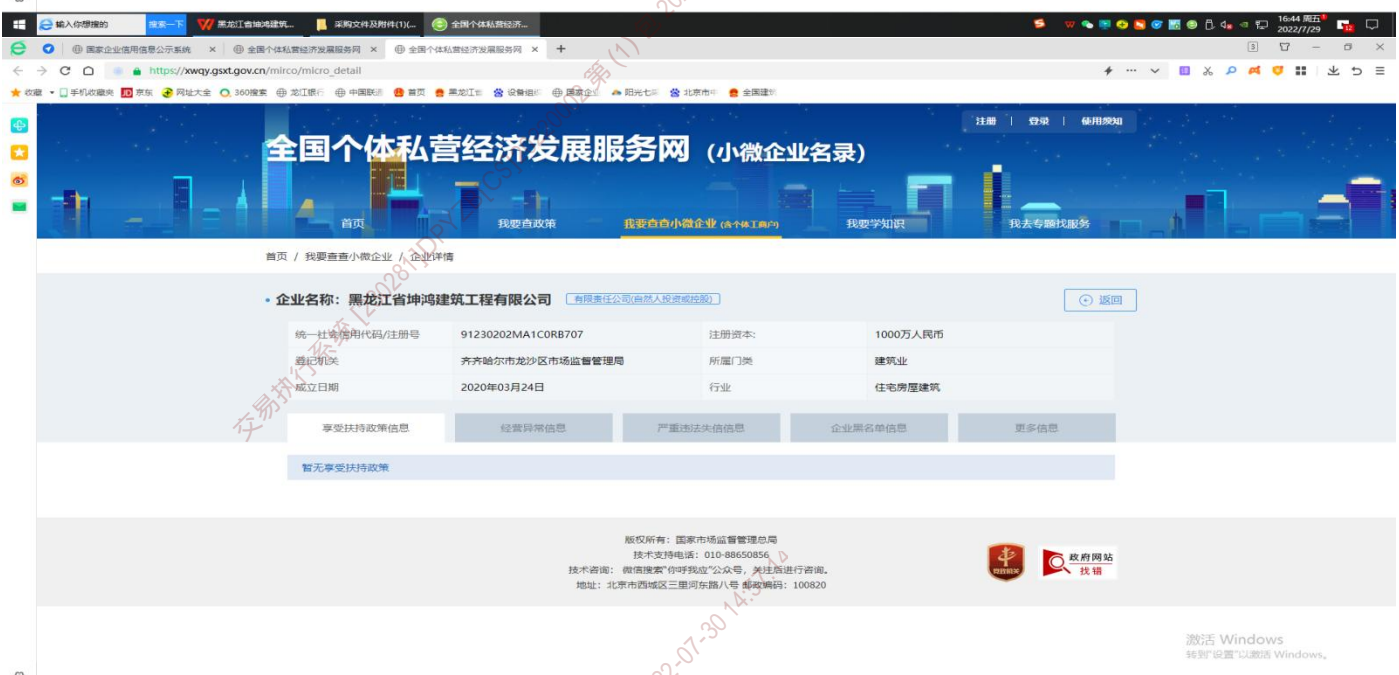 输入你想搜的
搜索一下
黑龙江省坤鸿建筑...
采购文件及附件(1)(...
全国个体私营经济...
16:44 周五
2022/7/29
12
国家企业信用信息公示系统
全国个体私营经济发展服务网
全国个体私营经济发展服务网
3
https://xwqy.gsxt.gov.cn/mirco/micro_detail
收藏
手机收藏夹
京东
网址大全
360搜索
龙江银行
中国联通
首页
黑龙江省
设备组织
国家企业
阳光七
北京市中
全国建筑
注册 | 登录 | 使用须知
全国个体私营经济发展服务网 (小微企业名录)
首页
我要查政策
我要查查小微企业 (含个体工商户)
我要学知识
我去专题找服务
首页 / 我要查查小微企业 / 企业详情
企业名称: 黑龙江省坤鸿建筑工程有限公司
有限责任公司(自然人投资或控股)
返回
统一社会信用代码/注册号 91230202MA1C0RB707 注册资本: 1000万人民币
登记机关 齐齐哈尔市龙沙区市场监督管理局 所属门类 建筑业
成立日期 2020年03月24日 行业 住宅房屋建筑
享受扶持政策信息
经营异常信息
严重违法失信信息
企业黑名单信息
更多信息
暂无享受扶持政策
版权所有: 国家市场监督管理总局
技术支持电话: 010-88650856
技术咨询: 微信搜索"你呼我应"公众号, 关注后进行咨询。
地址: 北京市西城区三里河东路八号 邮政编码: 100820
党政机关
政府网站
找错
激活 Windows
转到"设置"以激活 Windows。